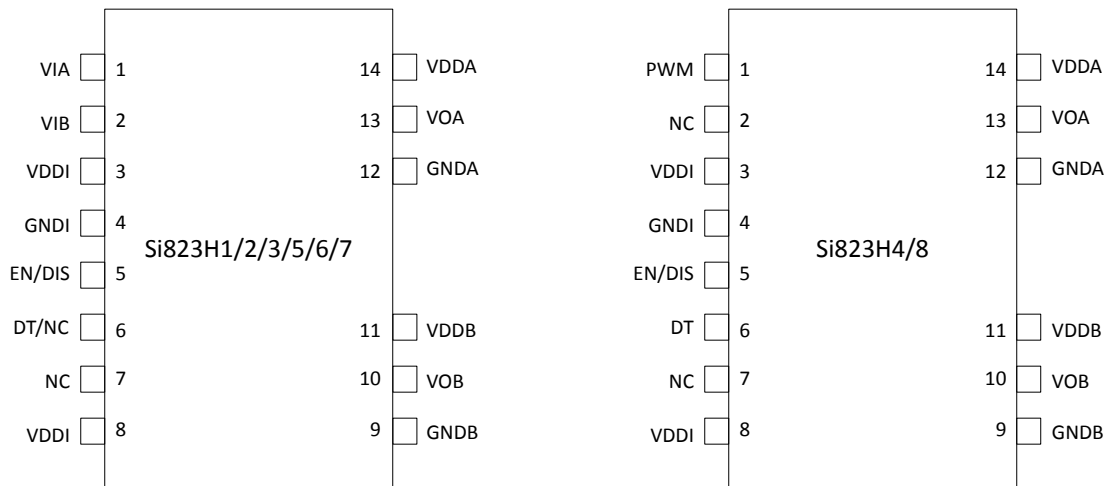 VIA 1 14 VDDA
VIB 2 13 VOA
VDDI 3 12 GNDA
GNDI 4
Si823H1/2/3/5/6/7
EN/DIS 5
DT/NC 6 11 VDDB
NC 7 10 VOB
VDDI 8 9 GNDB
PWM 1 14 VDDA
NC 2 13 VOA
VDDI 3 12 GNDA
GNDI 4
Si823H4/8
EN/DIS 5
DT 6 11 VDDB
NC 7 10 VOB
VDDI 8 9 GNDB